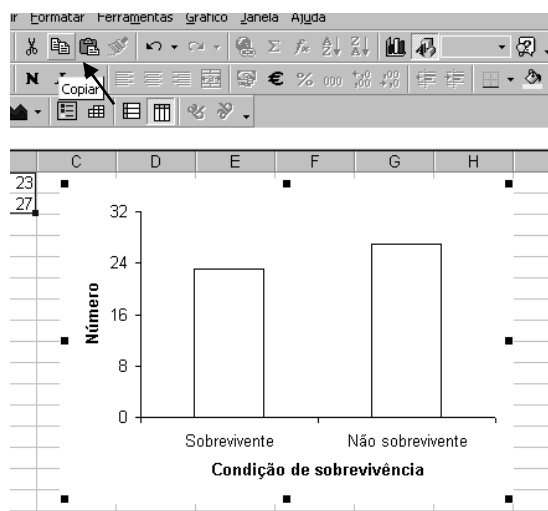 Formatar Ferramentas Gráfico Janela Ajuda
N
€ % 000
Copiar
C D E F G H
23
27
32
24
16
8
0
Número
Sobrevivente Não sobrevivente
Condição de sobrevivência